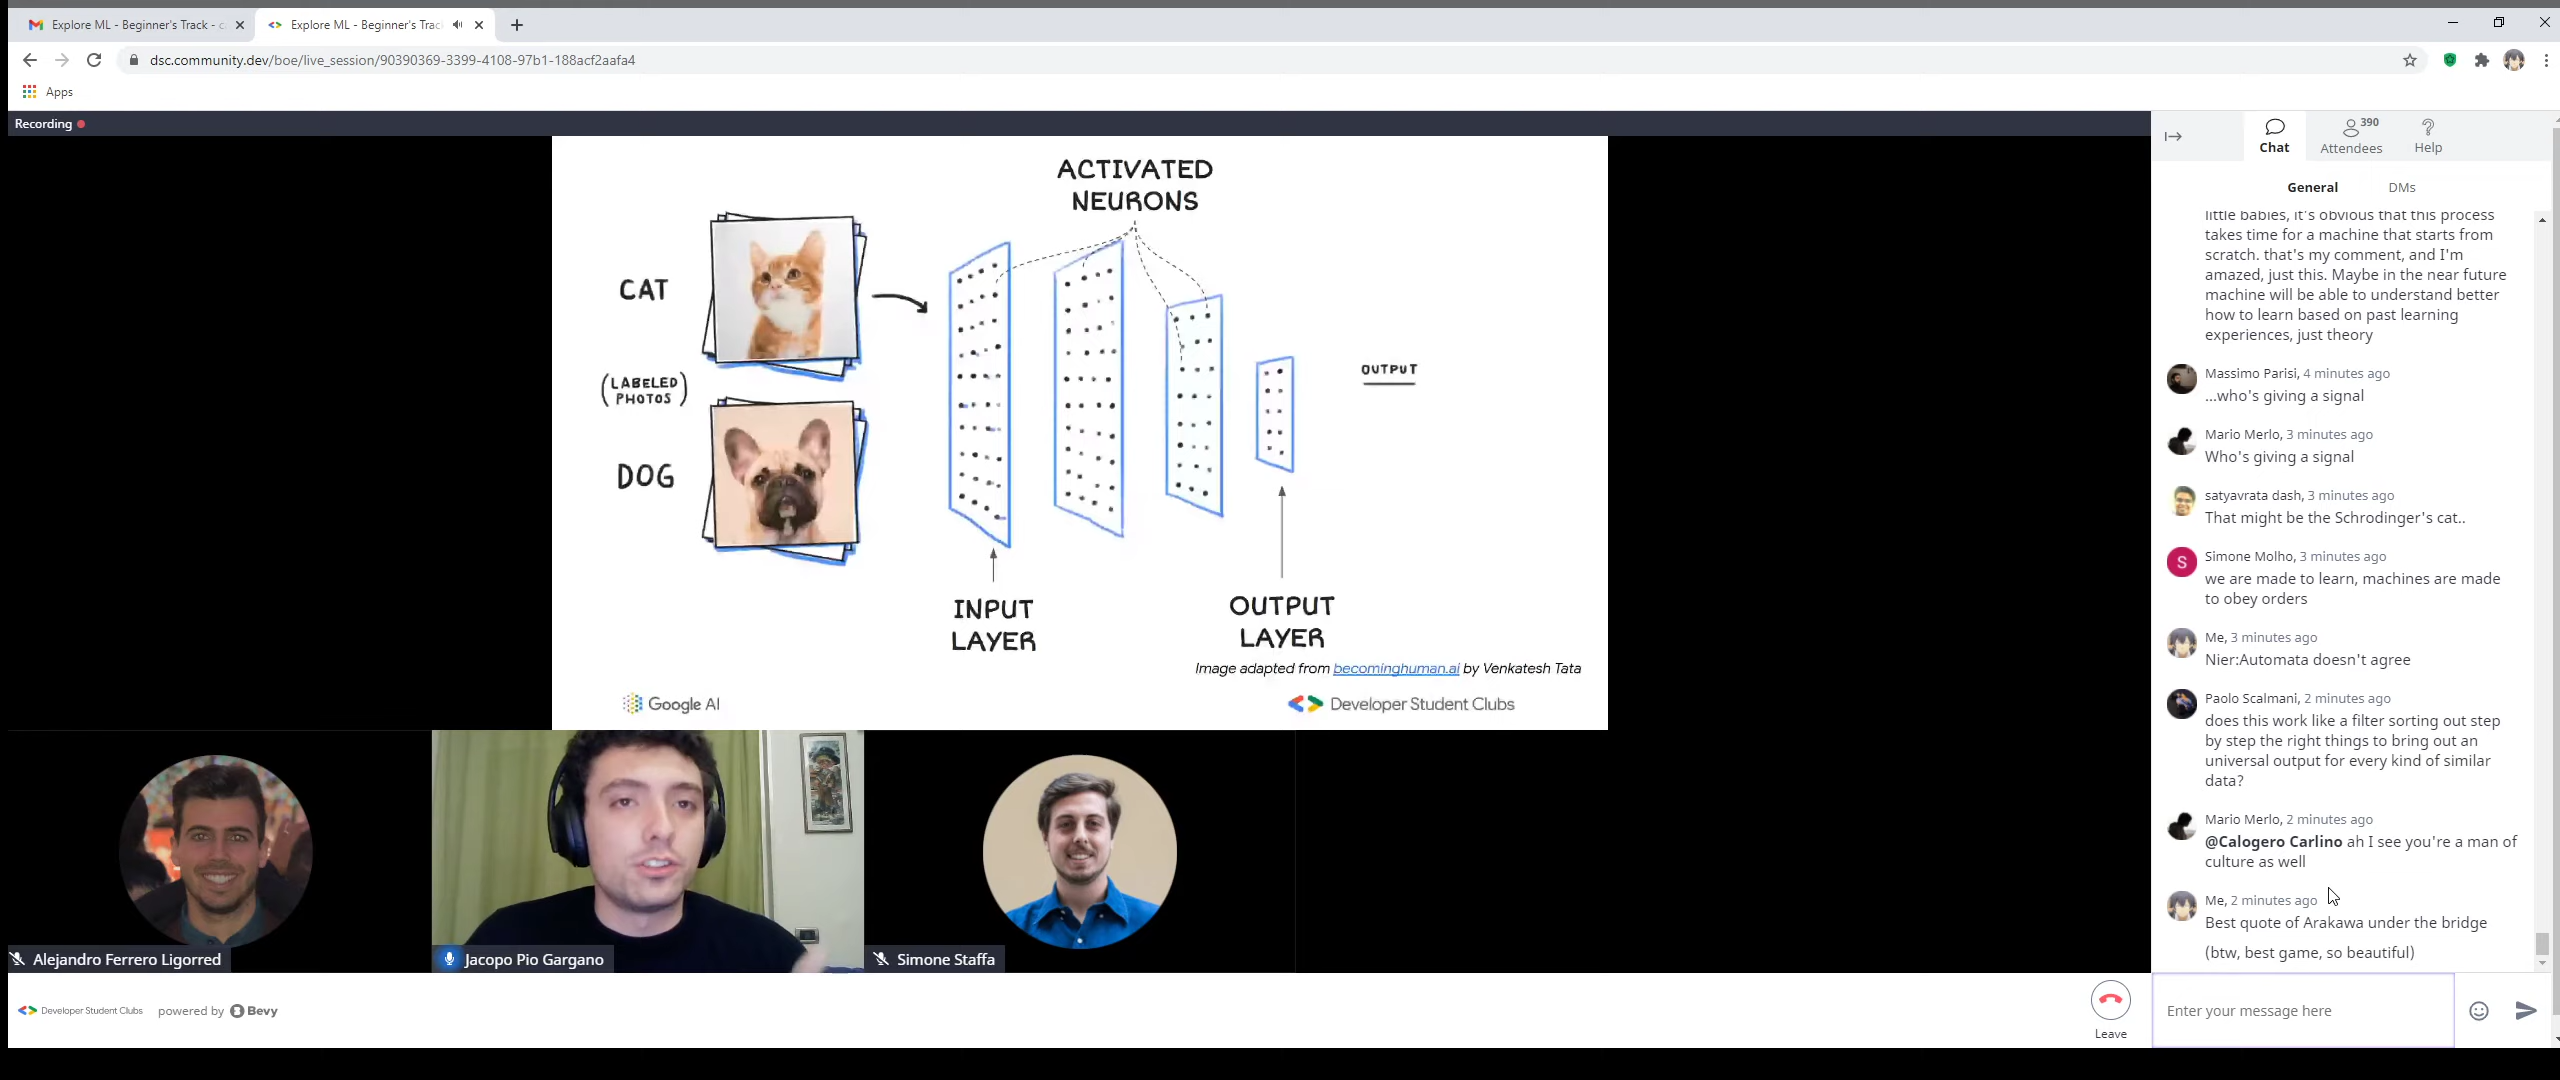 Explore ML - Beginner's Track - c
Explore ML - Beginner's Trac
dsc.community.dev/boe/live_session/90390369-3399-4108-97b1-188acf2aafa4
Apps
Recording
ACTIVATED
NEURONS
CAT
(LABELED
PHOTOS)
DOG
OUTPUT
INPUT
LAYER
OUTPUT
LAYER
Image adapted from becominghuman.ai by Venkatesh Tata
Google AI
Developer Student Clubs
Alejandro Ferrero Ligorred
Jacopo Pio Gargano
Simone Staffa
Developer Student Clubs
powered by Bevy
Leave
Chat
390
Attendees
Help
General
DMs
little babies, it's obvious that this process
takes time for a machine that starts from
scratch. that's my comment, and I'm
amazed, just this. Maybe in the near future
machine will be able to understand better
how to learn based on past learning
experiences, just theory
Massimo Parisi, 4 minutes ago
...who's giving a signal
Mario Merlo, 3 minutes ago
Who's giving a signal
satyavrata dash, 3 minutes ago
That might be the Schrodinger's cat..
S
Simone Molho, 3 minutes ago
we are made to learn, machines are made
to obey orders
Me, 3 minutes ago
Nier:Automata doesn't agree
Paolo Scalmani, 2 minutes ago
does this work like a filter sorting out step
by step the right things to bring out an
universal output for every kind of similar
data?
Mario Merlo, 2 minutes ago
@Calogero Carlino ah I see you're a man of
culture as well
Me, 2 minutes ago
Best quote of Arakawa under the bridge
(btw, best game, so beautiful)
Enter your message here